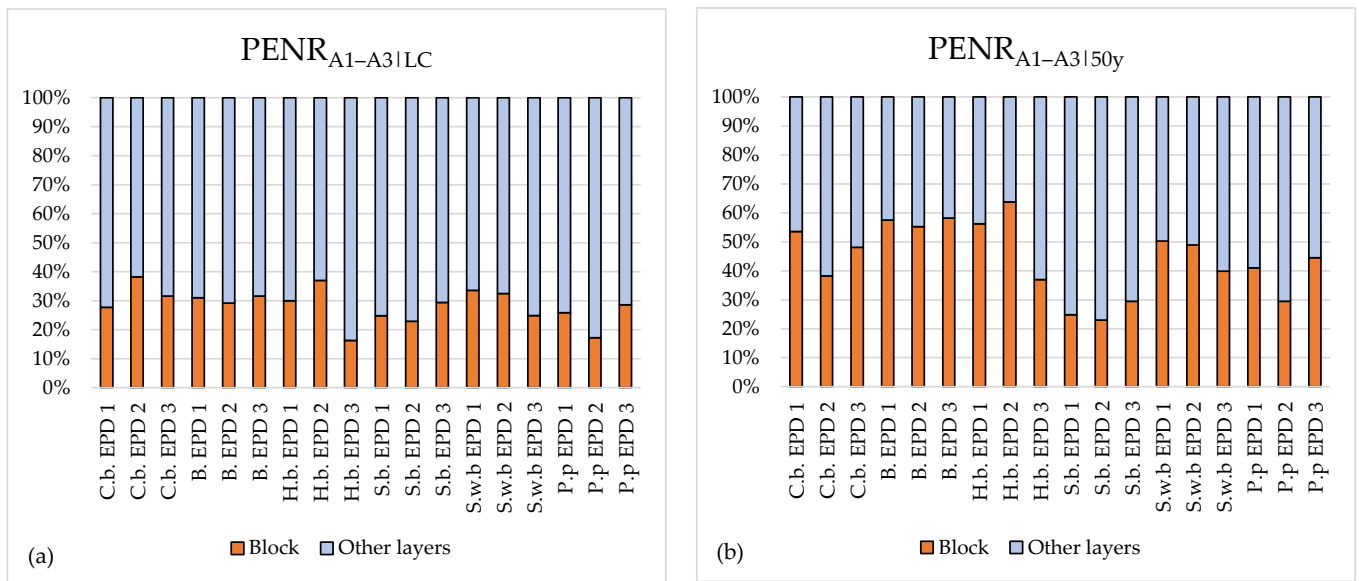 PENR A1–A3|LC
100%
90%
80%
70%
60%
50%
40%
30%
20%
10%
0%
C.b. EPD 1
C.b. EPD 2
C.b. EPD 3
B. EPD 1
B. EPD 2
B. EPD 3
H.b. EPD 1
H.b. EPD 2
H.b. EPD 3
S.b. EPD 1
S.b. EPD 2
S.b. EPD 3
S.w.b EPD 1
S.w.b EPD 2
S.w.b EPD 3
P.p EPD 1
P.p EPD 2
P.p EPD 3
Block Other layers
(a)
PENR A1–A3|50y
100%
90%
80%
70%
60%
50%
40%
30%
20%
10%
0%
C.b. EPD 1
C.b. EPD 2
C.b. EPD 3
B. EPD 1
B. EPD 2
B. EPD 3
H.b. EPD 1
H.b. EPD 2
H.b. EPD 3
S.b. EPD 1
S.b. EPD 2
S.b. EPD 3
S.w.b EPD 1
S.w.b EPD 2
S.w.b EPD 3
P.p EPD 1
P.p EPD 2
P.p EPD 3
Block Other layers
(b)